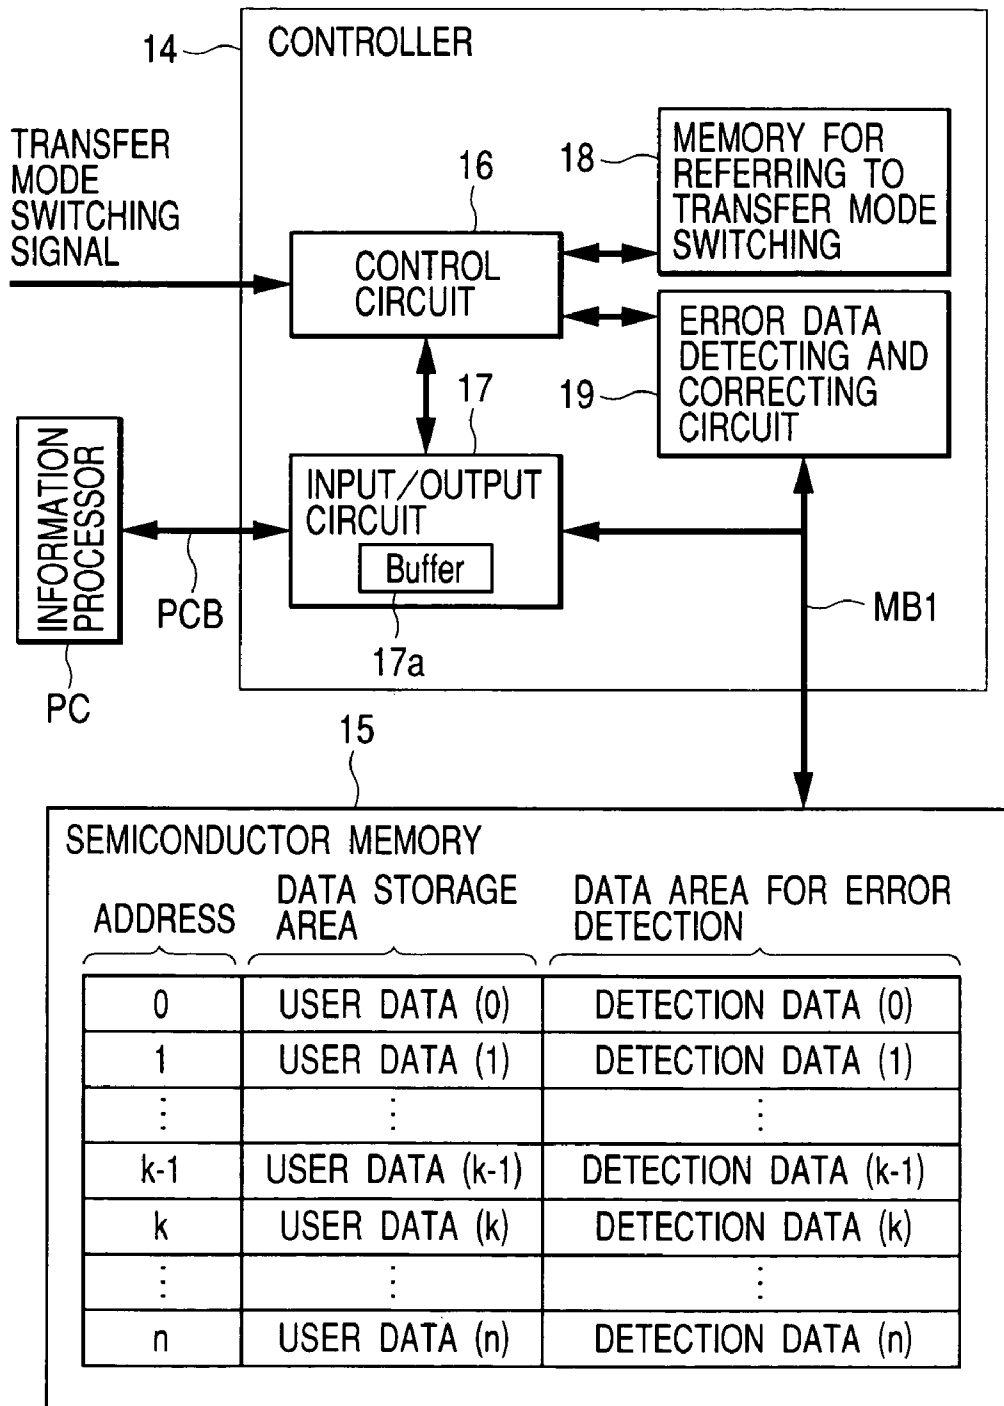 14
CONTROLLER
TRANSFER
MODE
SWITCHING
SIGNAL
16
CONTROL
CIRCUIT
18
MEMORY FOR
REFERRING TO
TRANSFER MODE
SWITCHING
19
ERROR DATA
DETECTING AND
CORRECTING
CIRCUIT
17
INPUT/OUTPUT
CIRCUIT
Buffer
17a
INFORMATION
PROCESSOR
PC
PCB
MB1
15
SEMICONDUCTOR MEMORY
ADDRESS
DATA STORAGE
AREA
DATA AREA FOR ERROR
DETECTION
0 USER DATA (0) DETECTION DATA (0)
1 USER DATA (1) DETECTION DATA (1)
⋮ ⋮ ⋮
k-1 USER DATA (k-1) DETECTION DATA (k-1)
k USER DATA (k) DETECTION DATA (k)
⋮ ⋮ ⋮
n USER DATA (n) DETECTION DATA (n)